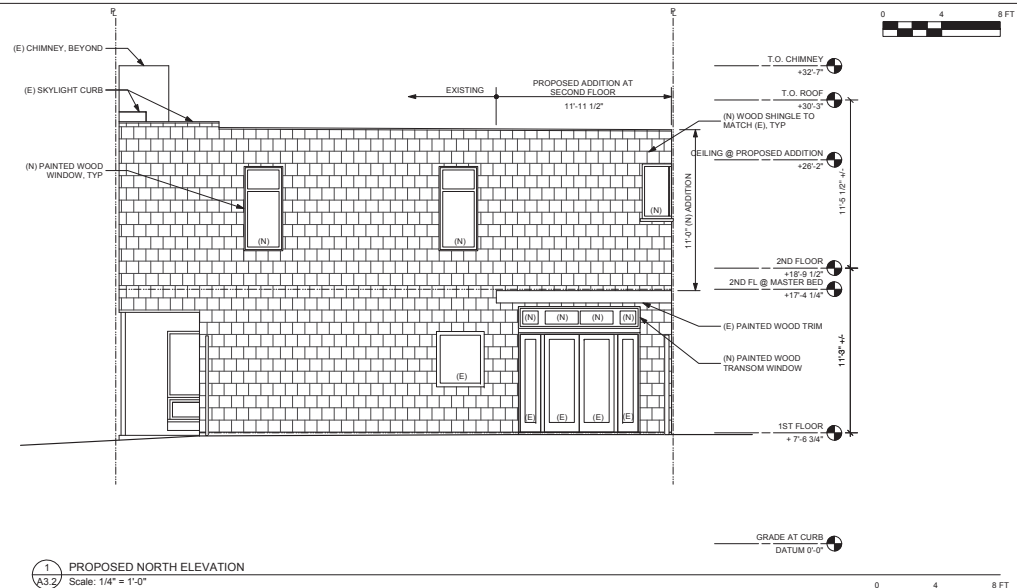 0 4 8 FT
(E) CHIMNEY, BEYOND
(E) SKYLIGHT CURB
(N) PAINTED WOOD
WINDOW, TYP
EXISTING
PROPOSED ADDITION AT
SECOND FLOOR
11'-11 1/2"
T.O. CHIMNEY
+32'-7"
T.O. ROOF
+30'-3"
(N) WOOD SHINGLE TO
MATCH (E), TYP
CEILING @ PROPOSED ADDITION
+26'-2"
11'-5 1/2" +/-
11'-0" (N) ADDITION
(N)
(N)
(N)
2ND FLOOR
+18'-9 1/2"
2ND FL @ MASTER BED
+17'-4 1/4"
(E) PAINTED WOOD TRIM
(N) PAINTED WOOD
TRANSOM WINDOW
11'-3" +/-
(N) (N) (N) (N)
(E)
(E) (E) (E) (E)
1ST FLOOR
+ 7'-6 3/4"
GRADE AT CURB
DATUM 0'-0"
1 PROPOSED NORTH ELEVATION
A3.2 Scale: 1/4" = 1'-0"
0 4 8 FT